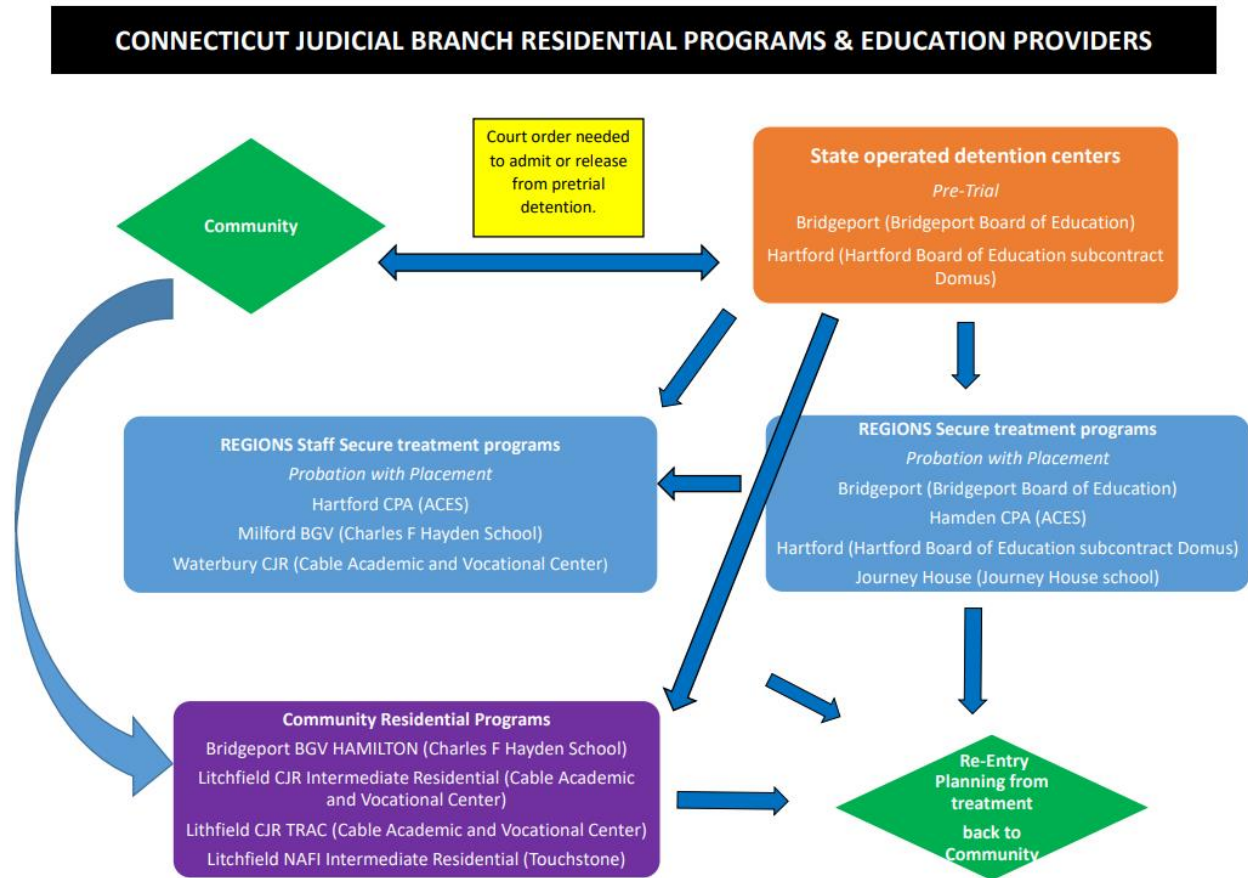 CONNECTICUT JUDICIAL BRANCH RESIDENTIAL PROGRAMS & EDUCATION PROVIDERS
Community
Court order needed
to admit or release
from pretrial
detention.
State operated detention centers
Pre-Trial
Bridgeport (Bridgeport Board of Education)
Hartford (Hartford Board of Education subcontract
Domus)
REGIONS Staff Secure treatment programs
Probation with Placement
Hartford CPA (ACES)
Milford BGV (Charles F Hayden School)
Waterbury CJR (Cable Academic and Vocational Center)
REGIONS Secure treatment programs
Probation with Placement
Bridgeport (Bridgeport Board of Education)
Hamden CPA (ACES)
Hartford (Hartford Board of Education subcontract Domus)
Journey House (Journey House school)
Community Residential Programs
Bridgeport BGV HAMILTON (Charles F Hayden School)
Litchfield CJR Intermediate Residential (Cable Academic
and Vocational Center)
Lithfield CJR TRAC (Cable Academic and Vocational Center)
Litchfield NAFI Intermediate Residential (Touchstone)
Re-Entry
Planning from
treatment
back to
Community